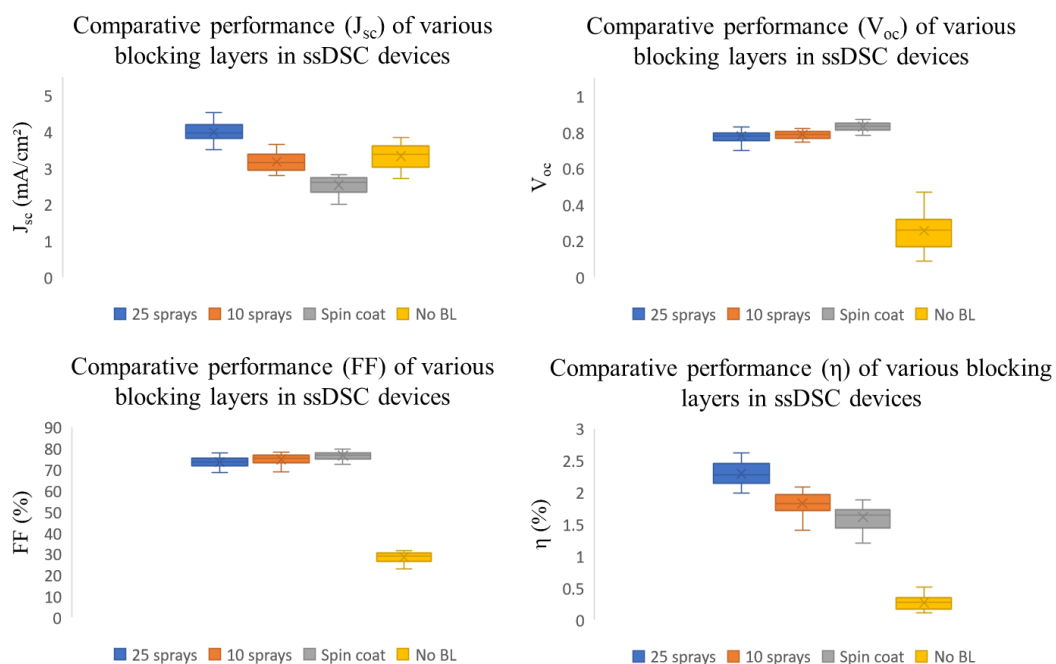 Comparative performance (Jsc) of various
blocking layers in ssDSC devices
Jsc (mA/cm²)
5
4
3
2
1
0
25 sprays 10 sprays Spin coat No BL
Comparative performance (Voc) of various
blocking layers in ssDSC devices
Voc
1
0.8
0.6
0.4
0.2
0
25 sprays 10 sprays Spin coat No BL
Comparative performance (FF) of various
blocking layers in ssDSC devices
FF (%)
90
80
70
60
50
40
30
20
10
0
25 sprays 10 sprays Spin coat No BL
Comparative performance (η) of various blocking
layers in ssDSC devices
η (%)
3
2.5
2
1.5
1
0.5
0
25 sprays 10 sprays Spin coat No BL